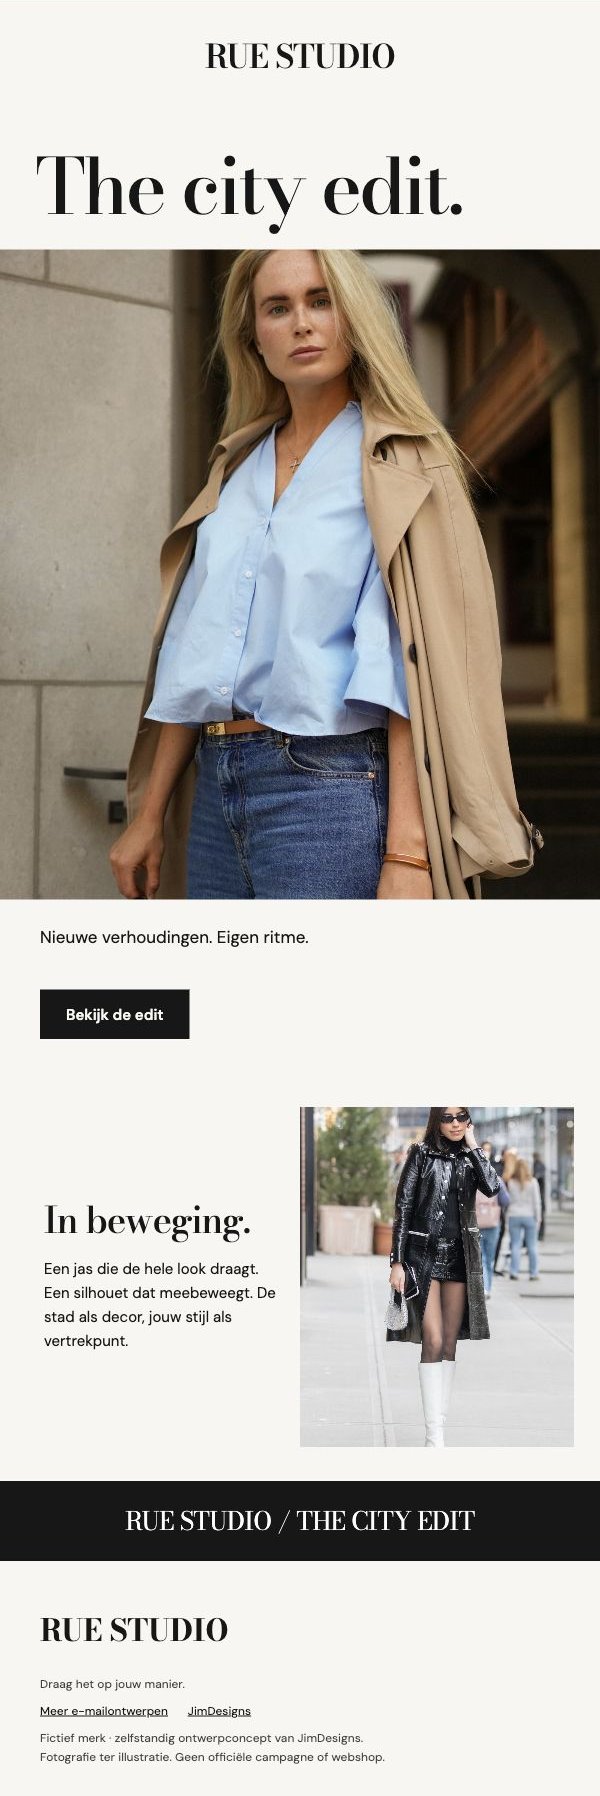 RUE STUDIO
The city edit.
Nieuwe verhoudingen. Eigen ritme.
Bekijk de edit
In beweging.
Een jas die de hele look draagt.
Een silhouet dat meebeweegt. De
stad als decor, jouw stijl als
vertrekpunt.
RUE STUDIO / THE CITY EDIT
RUE STUDIO
Draag het op jouw manier.
Meer e-mailontwerpen JimDesigns
Fictief merk · zelfstandig ontwerpconcept van JimDesigns.
Fotografie ter illustratie. Geen officiële campagne of webshop.